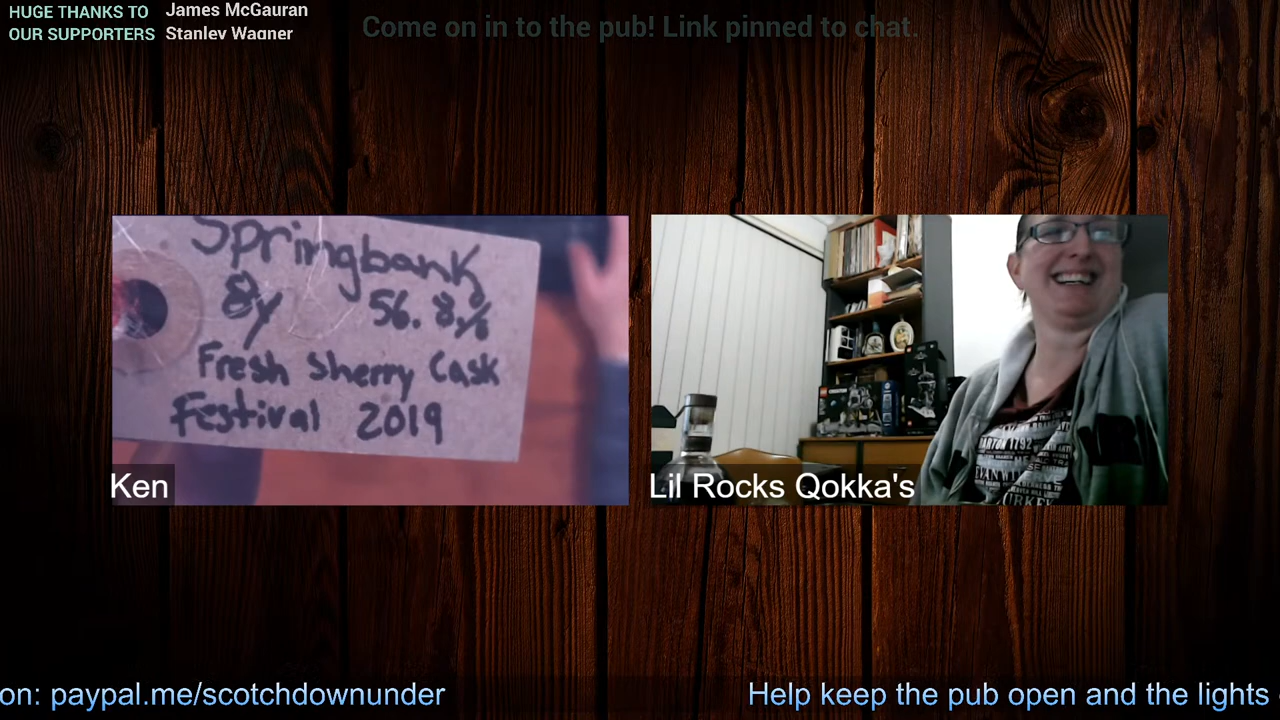 HUGE THANKS TO
OUR SUPPORTERS
James McGauran
Stanley Wagner
Come on in to the pub! Link pinned to chat.
Springbank
8y 56.8%
Fresh Sherry Cask
Festival 2019
Ken
BARTON 1792
Lil Rocks Qokka's
on: paypal.me/scotchdownunder
Help keep the pub open and the lights